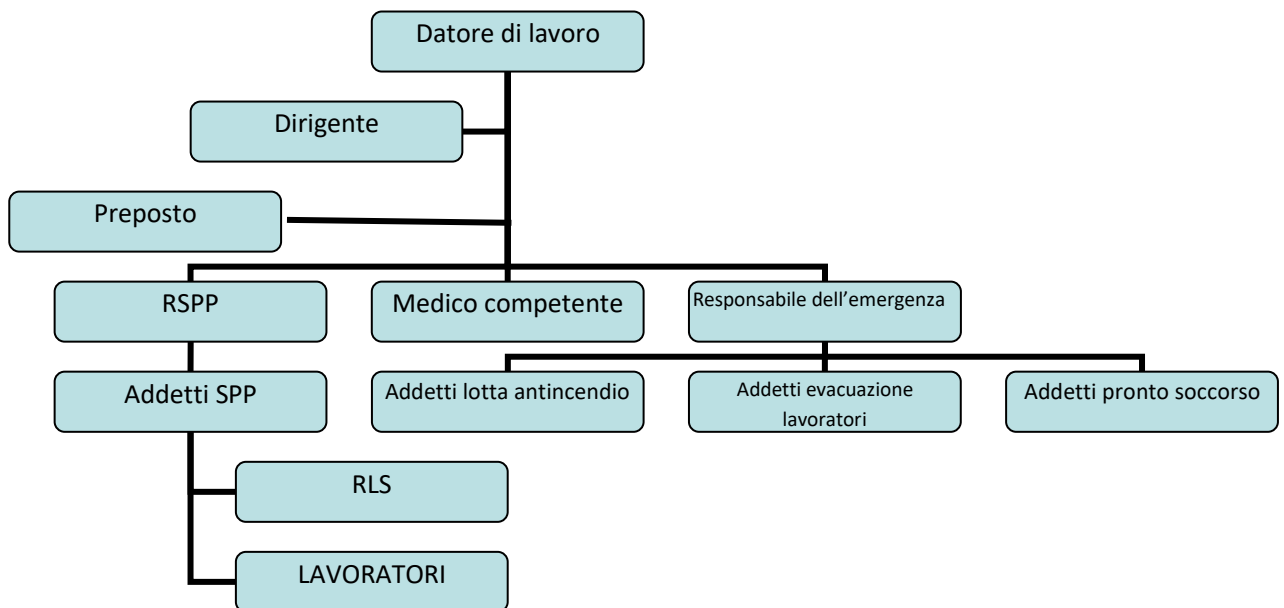 Datore di lavoro
Dirigente
Preposto
RSPP
Medico competente
Responsabile dell'emergenza
Addetti SPP
Addetti lotta antincendio
Addetti evacuazione
lavoratori
Addetti pronto soccorso
RLS
LAVORATORI